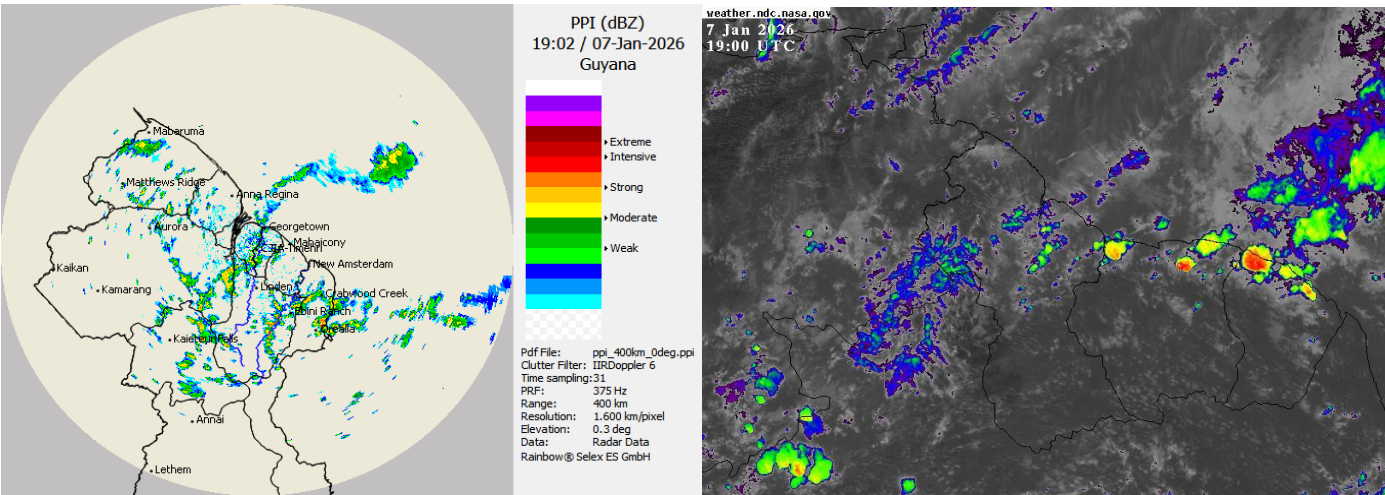 Mabaruma
Matthews Ridge
Anna Regina
Aurora
Georgetown
Mahaicony
New Amsterdam
Kaikan
Kamarang
Linden
Crabwood Creek
Ebini Ranch
Orealla
Kaieteur Falls
Annai
Lethem
PPI (dBZ)
19:02 / 07-Jan-2026
Guyana
Extreme
Intensive
Strong
Moderate
Weak
Pdf File: ppi_400km_0deg.ppi
Clutter Filter: IIRDoppler 6
Time sampling:31
PRF: 375 Hz
Range: 400 km
Resolution: 1.600 km/pixel
Elevation: 0.3 deg
Data: Radar Data
Rainbow® Selex ES GmbH
weather.ndc.nasa.gov
7 Jan 2026
19:00 UTC